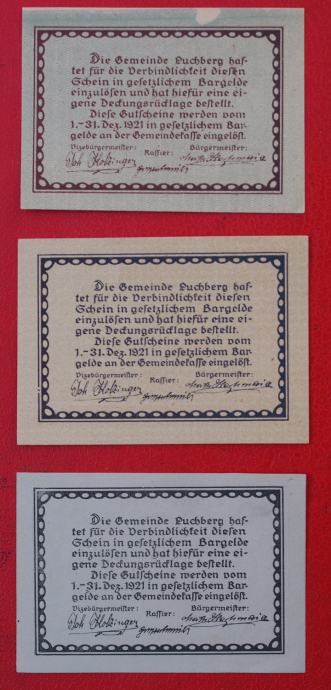 Die Gemeinde Puchberg haf-
tet für die Verbindlichkeit diesen
Schein in gesetzlichem Bargelde
einzulösen und hat hiefür eine ei-
gene Deckungsrücklage bestellt.
Diese Gutscheine werden vom
1.-31. Dez. 1921 in gesetzlichem Bar-
gelde an der Gemeindekasse eingelöst.
Vizebürgermeister: Kassier: Bürgermeister:
Joh Holzinger
Die Gemeinde Puchberg haf-
tet für die Verbindlichkeit diesen
Schein in gesetzlichem Bargelde
einzulösen und hat hiefür eine ei-
gene Deckungsrücklage bestellt.
Diese Gutscheine werden vom
1.-31. Dez. 1921 in gesetzlichem Bar-
gelde an der Gemeindekasse eingelöst.
Vizebürgermeister: Kassier: Bürgermeister:
Joh Holzinger
Die Gemeinde Puchberg haf-
tet für die Verbindlichkeit diesen
Schein in gesetzlichem Bargelde
einzulösen und hat hiefür eine ei-
gene Deckungsrücklage bestellt.
Diese Gutscheine werden vom
1.-31. Dez. 1921 in gesetzlichem Bar-
gelde an der Gemeindekasse eingelöst.
Vizebürgermeister: Kassier: Bürgermeister:
Joh Holzinger